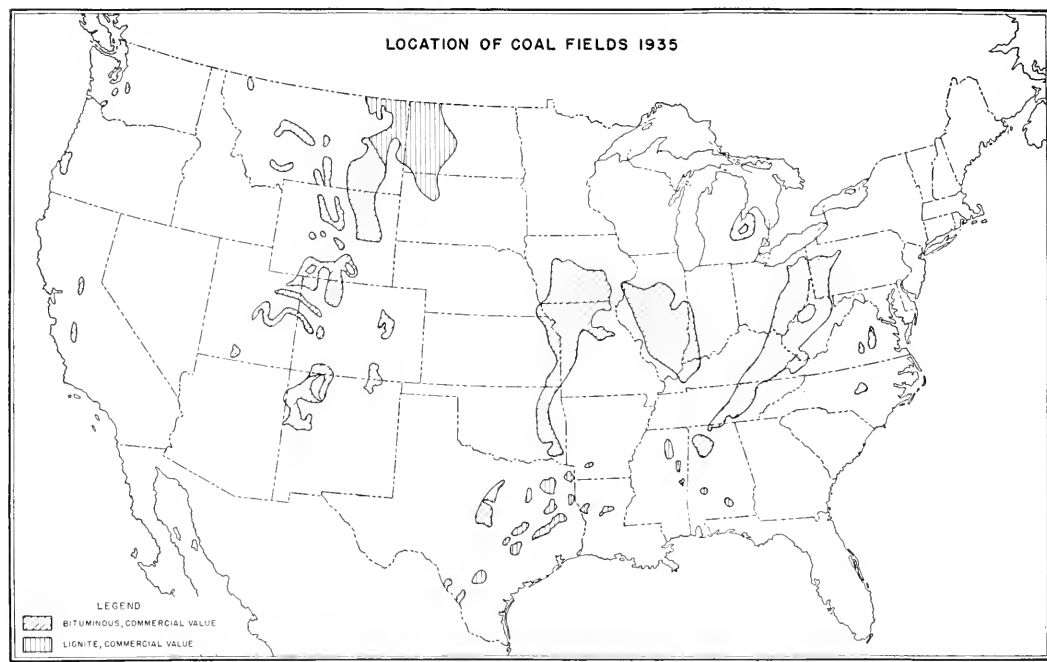 LOCATION OF COAL FIELDS 1935
LEGEND
BITUMINOUS, COMMERCIAL VALUE
LIGNITE, COMMERCIAL VALUE